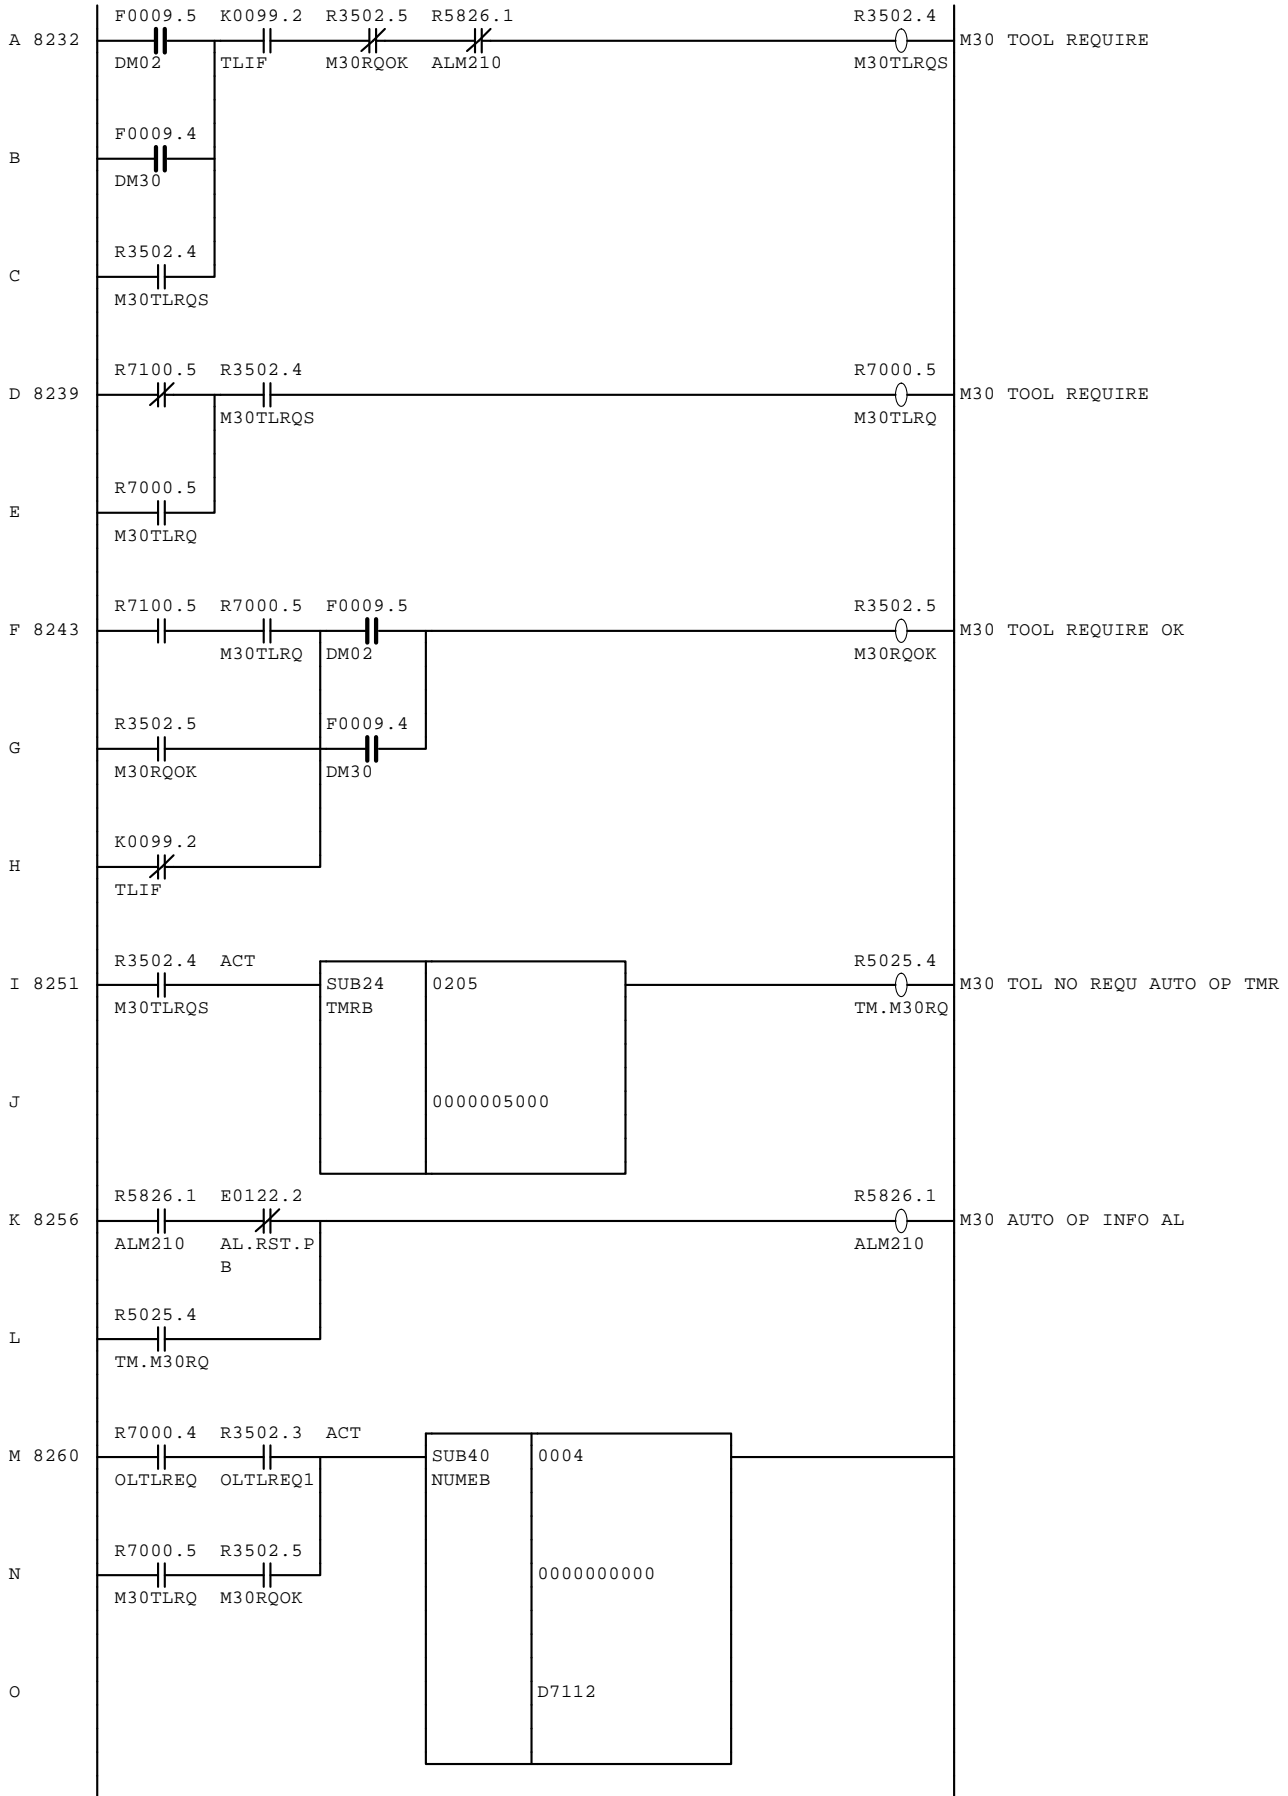 F0009.5 K0099.2 R3502.5 R5826.1 R3502.4
A 8232 M30 TOOL REQUIRE
DM02 TLIF M30RQOK ALM210 M30TLRQS
F0009.4
B
DM30
R3502.4
C
M30TLRQS
R7100.5 R3502.4 R7000.5
D 8239 M30 TOOL REQUIRE
M30TLRQS M30TLRQ
R7000.5
E
M30TLRQ
R7100.5 R7000.5 F0009.5 R3502.5
F 8243 M30 TOOL REQUIRE OK
M30TLRQ DM02 M30RQOK
R3502.5 F0009.4
G
M30RQOK DM30
K0099.2
H
TLIF
R3502.4 ACT R5025.4
I 8251 SUB24 0205 M30 TOL NO REQU AUTO OP TMR
M30TLRQS TMRB TM.M30RQ
J 0000005000
R5826.1 E0122.2 R5826.1
K 8256 M30 AUTO OP INFO AL
ALM210 AL.RST.P ALM210
B
R5025.4
L
TM.M30RQ
R7000.4 R3502.3 ACT
M 8260 SUB40 0004
OLTLREQ OLTLREQ1 NUMEB
R7000.5 R3502.5
N 0000000000
M30TLRQ M30RQOK
O D7112